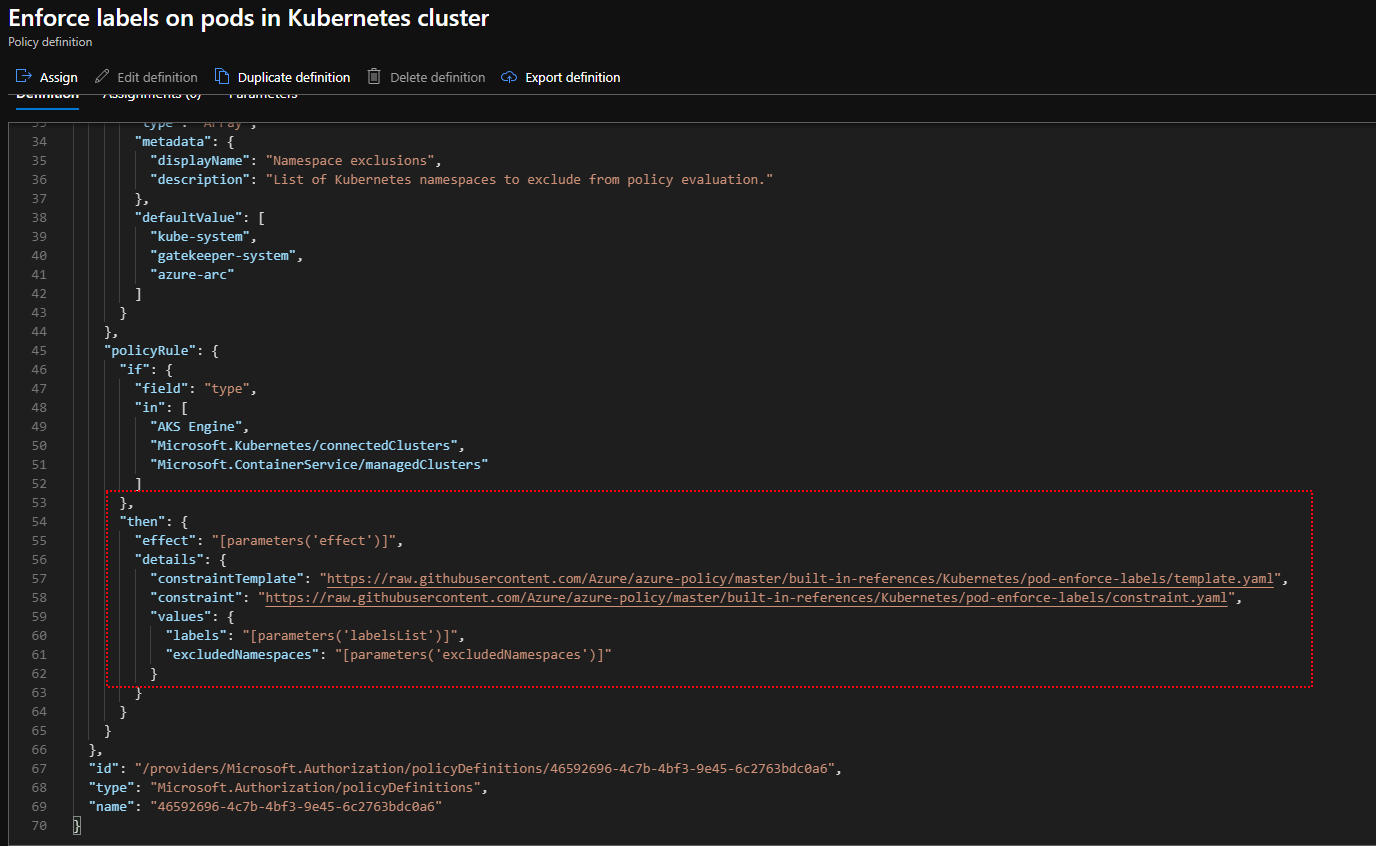 Enforce labels on pods in Kubernetes cluster
Policy definition
Assign Edit definition Duplicate definition Delete definition Export definition
Definition Assignments (0) Parameters
33 "type": "Array",
34 "metadata": {
35 "displayName": "Namespace exclusions",
36 "description": "List of Kubernetes namespaces to exclude from policy evaluation."
37 },
38 "defaultValue": [
39 "kube-system",
40 "gatekeeper-system",
41 "azure-arc"
42 ]
43 }
44 },
45 "policyRule": {
46 "if": {
47 "field": "type",
48 "in": [
49 "AKS Engine",
50 "Microsoft.Kubernetes/connectedClusters",
51 "Microsoft.ContainerService/managedClusters"
52 ]
53 },
54 "then": {
55 "effect": "[parameters('effect')]",
56 "details": {
57 "constraintTemplate": "https://raw.githubusercontent.com/Azure/azure-policy/master/built-in-references/Kubernetes/pod-enforce-labels/template.yaml",
58 "constraint": "https://raw.githubusercontent.com/Azure/azure-policy/master/built-in-references/Kubernetes/pod-enforce-labels/constraint.yaml",
59 "values": {
60 "labels": "[parameters('labelsList')]",
61 "excludedNamespaces": "[parameters('excludedNamespaces')]"
62 }
63 }
64 }
65 }
66 },
67 "id": "/providers/Microsoft.Authorization/policyDefinitions/46592696-4c7b-4bf3-9e45-6c2763bdc0a6",
68 "type": "Microsoft.Authorization/policyDefinitions",
69 "name": "46592696-4c7b-4bf3-9e45-6c2763bdc0a6"
70 }